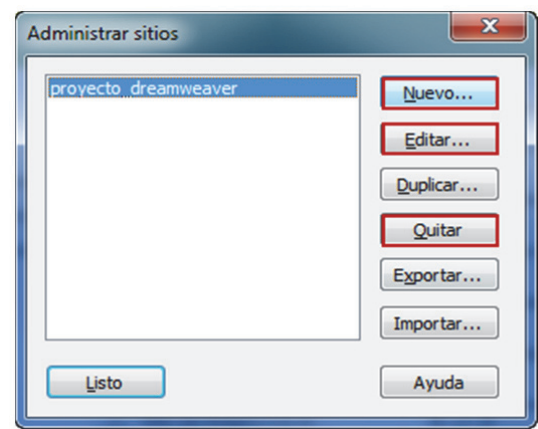 Administrar sitios
proyecto_dreamweaver
Nuevo...
Editar...
Duplicar...
Quitar
Exportar...
Importar...
Listo
Ayuda